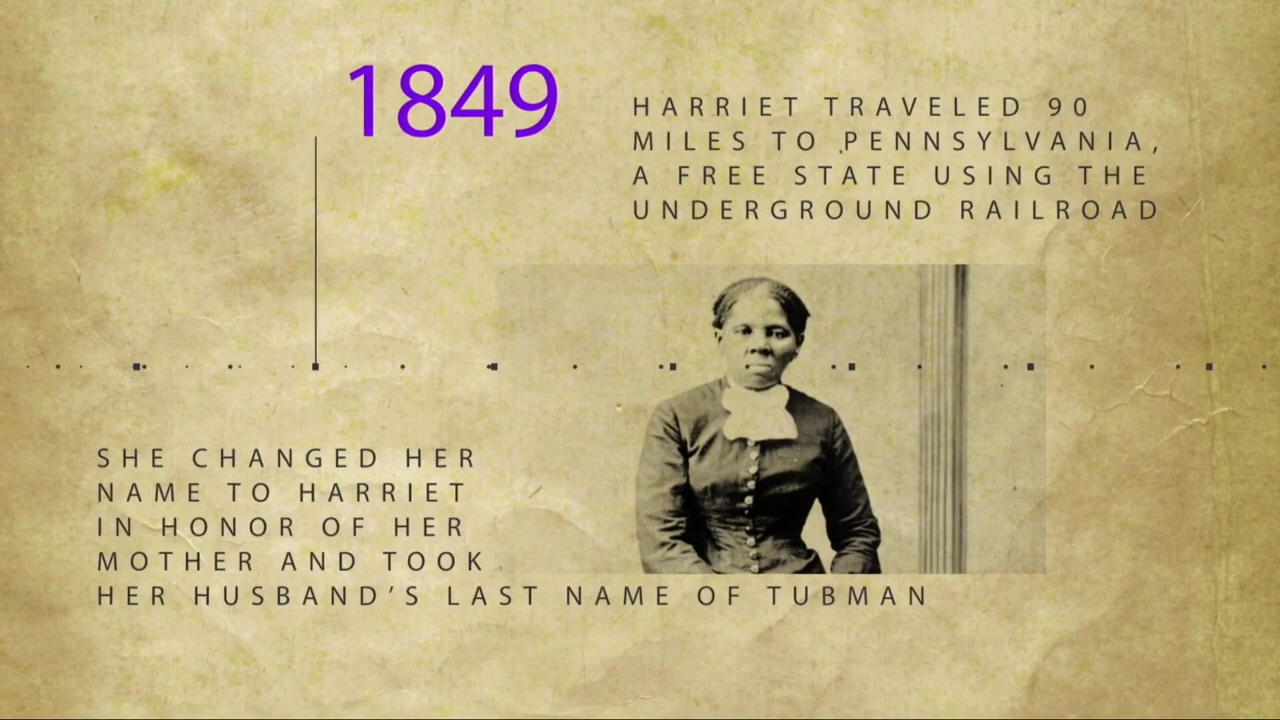 1849
HARRIET TRAVELED 90
MILES TO PENNSYLVANIA,
A FREE STATE USING THE
UNDERGROUND RAILROAD
SHE CHANGED HER
NAME TO HARRIET
IN HONOR OF HER
MOTHER AND TOOK
HER HUSBAND’S LAST NAME OF TUBMAN